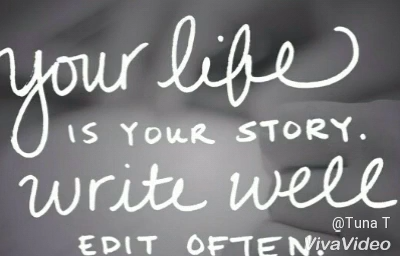 your life
IS YOUR STORY.
write well
@Tuna T
EDIT OFTEN.
VivaVideo